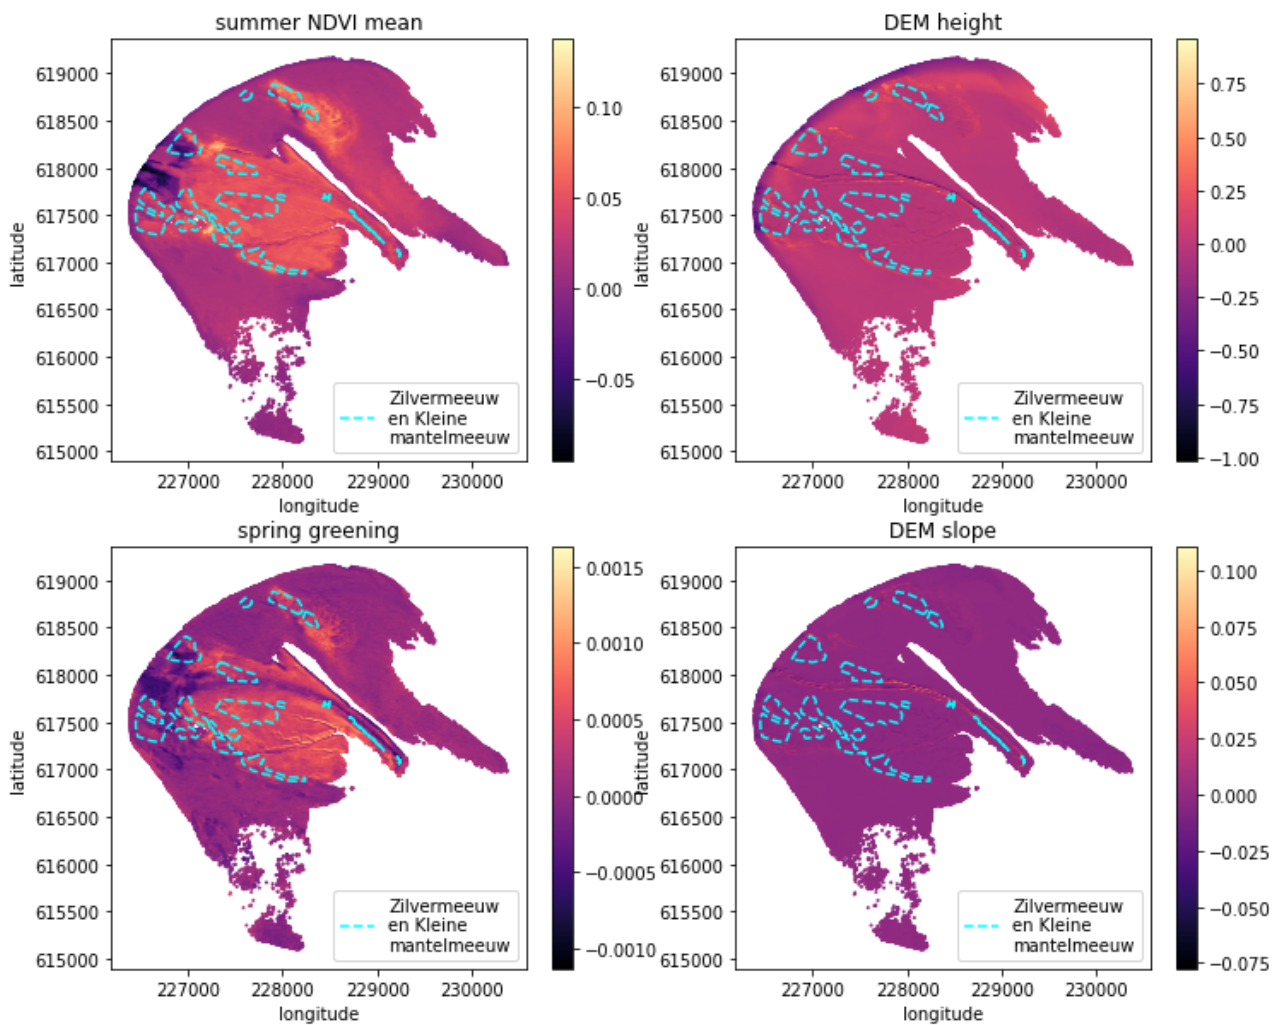 summer NDVI mean
619000
618500
618000
617500
617000
616500
616000
615500
615000
latitude
227000 228000 229000 230000
longitude
0.10
0.05
0.00
−0.05
Zilvermeeuw
en Kleine
mantelmeeuw
DEM height
619000
618500
618000
617500
617000
616500
616000
615500
615000
latitude
227000 228000 229000 230000
longitude
0.75
0.50
0.25
0.00
−0.25
−0.50
−0.75
−1.00
Zilvermeeuw
en Kleine
mantelmeeuw
spring greening
619000
618500
618000
617500
617000
616500
616000
615500
615000
latitude
227000 228000 229000 230000
longitude
0.0015
0.0010
0.0005
0.0000
−0.0005
−0.0010
Zilvermeeuw
en Kleine
mantelmeeuw
DEM slope
619000
618500
618000
617500
617000
616500
616000
615500
615000
latitude
227000 228000 229000 230000
longitude
0.100
0.075
0.050
0.025
0.000
−0.025
−0.050
−0.075
Zilvermeeuw
en Kleine
mantelmeeuw